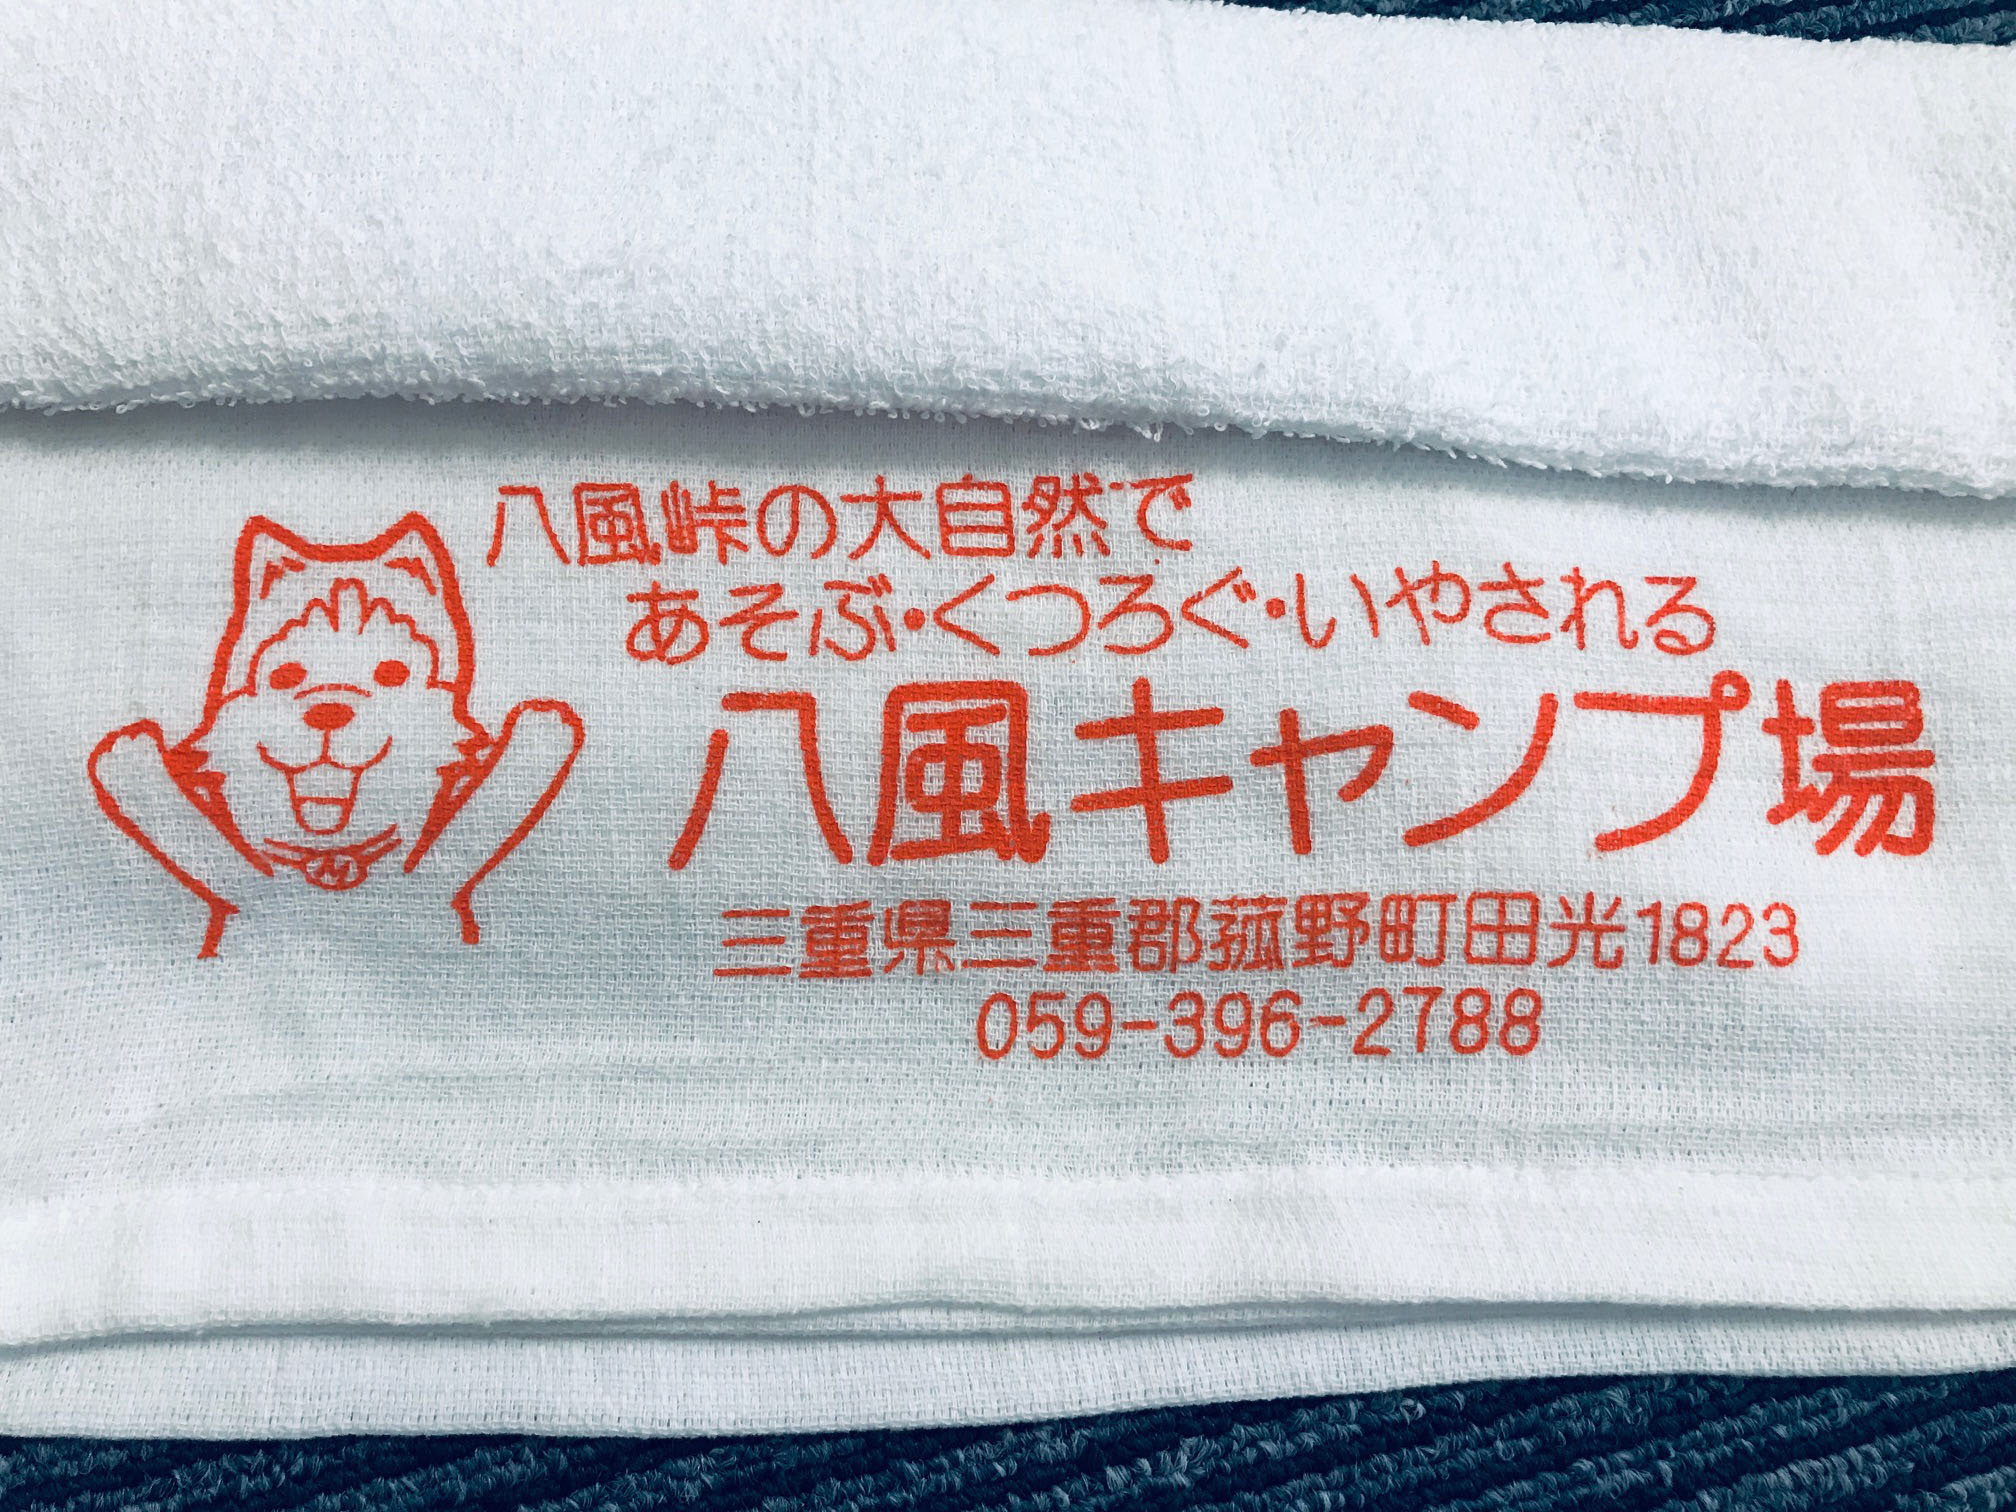 八風峠の大自然で
あそぶ・くつろぐ・いやされる
八風キャンプ場
三重県三重郡菰野町田光1823
059-396-2788
M